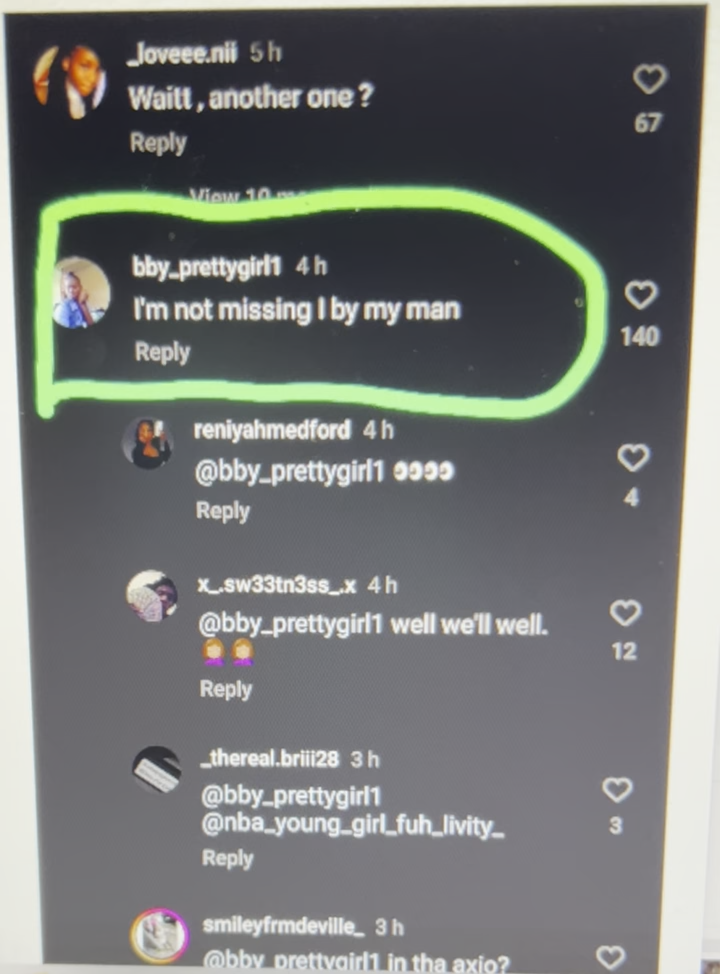 _loveee.nii 5 h
Waitt , another one ?
67
Reply
View 10
bby_prettygirl1 4 h
I'm not missing I by my man
140
Reply
reniyahmedford 4 h
@bby_prettygirl1 👀👀
4
Reply
x_.sw33tn3ss_.x 4 h
@bby_prettygirl1 well we'll well.
🤦🏼‍♀️🤦🏼‍♀️
12
Reply
_thereal.briii28 3 h
@bby_prettygirl1
@nba_young_girl_fuh_livity_
3
Reply
smileyfrmdeville_ 3 h
@bby_prettygirl1 in tha axio?